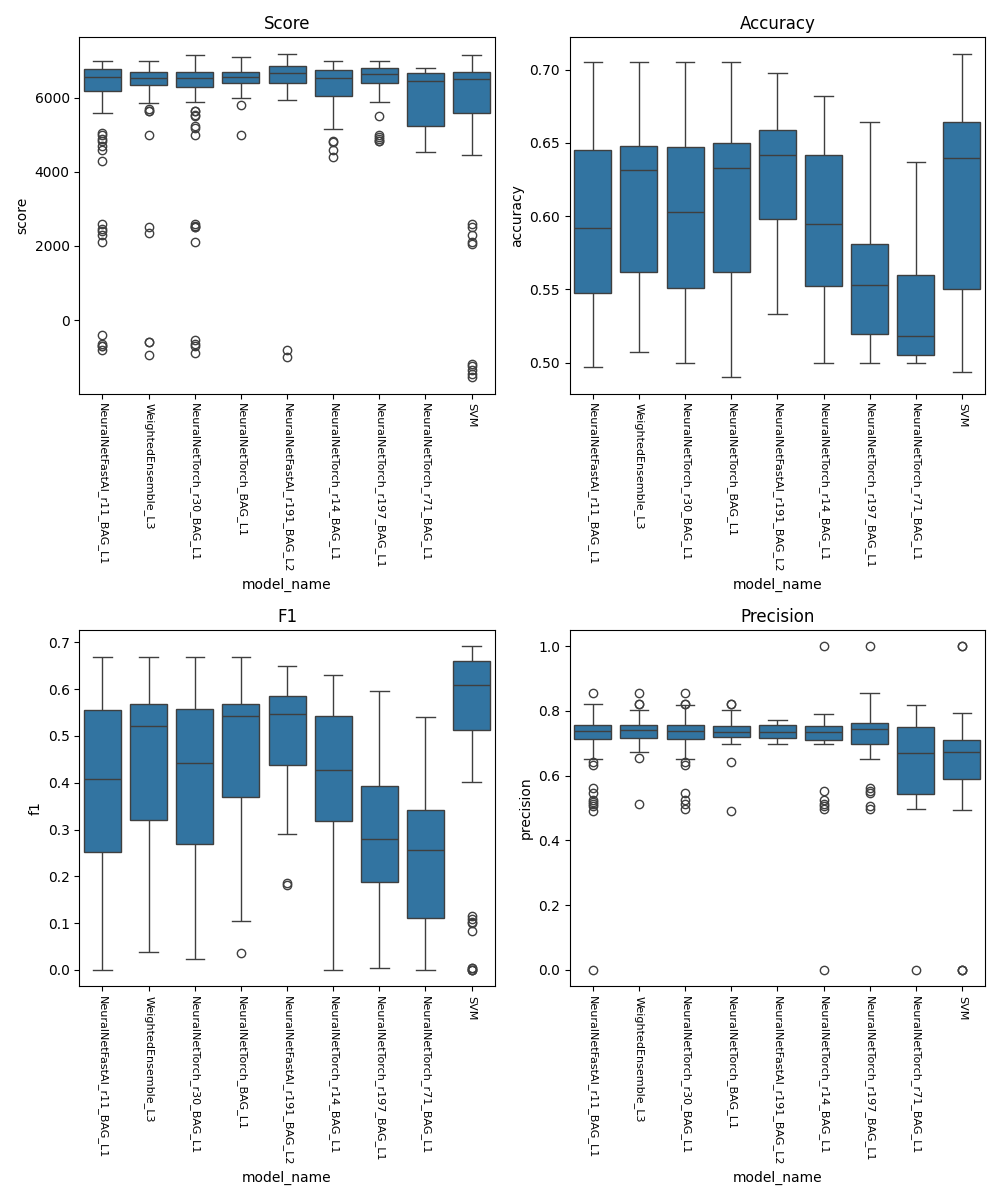 Score
score
6000
4000
2000
0
NeuralNetFastAI_r11_BAG_L1
WeightedEnsemble_L3
NeuralNetTorch_r30_BAG_L1
NeuralNetTorch_BAG_L1
NeuralNetFastAI_r191_BAG_L2
NeuralNetTorch_r14_BAG_L1
NeuralNetTorch_r197_BAG_L1
NeuralNetTorch_r71_BAG_L1
SVM
model_name
Accuracy
accuracy
0.70
0.65
0.60
0.55
0.50
NeuralNetFastAI_r11_BAG_L1
WeightedEnsemble_L3
NeuralNetTorch_r30_BAG_L1
NeuralNetTorch_BAG_L1
NeuralNetFastAI_r191_BAG_L2
NeuralNetTorch_r14_BAG_L1
NeuralNetTorch_r197_BAG_L1
NeuralNetTorch_r71_BAG_L1
SVM
model_name
F1
f1
0.7
0.6
0.5
0.4
0.3
0.2
0.1
0.0
NeuralNetFastAI_r11_BAG_L1
WeightedEnsemble_L3
NeuralNetTorch_r30_BAG_L1
NeuralNetTorch_BAG_L1
NeuralNetFastAI_r191_BAG_L2
NeuralNetTorch_r14_BAG_L1
NeuralNetTorch_r197_BAG_L1
NeuralNetTorch_r71_BAG_L1
SVM
model_name
Precision
precision
1.0
0.8
0.6
0.4
0.2
0.0
NeuralNetFastAI_r11_BAG_L1
WeightedEnsemble_L3
NeuralNetTorch_r30_BAG_L1
NeuralNetTorch_BAG_L1
NeuralNetFastAI_r191_BAG_L2
NeuralNetTorch_r14_BAG_L1
NeuralNetTorch_r197_BAG_L1
NeuralNetTorch_r71_BAG_L1
SVM
model_name